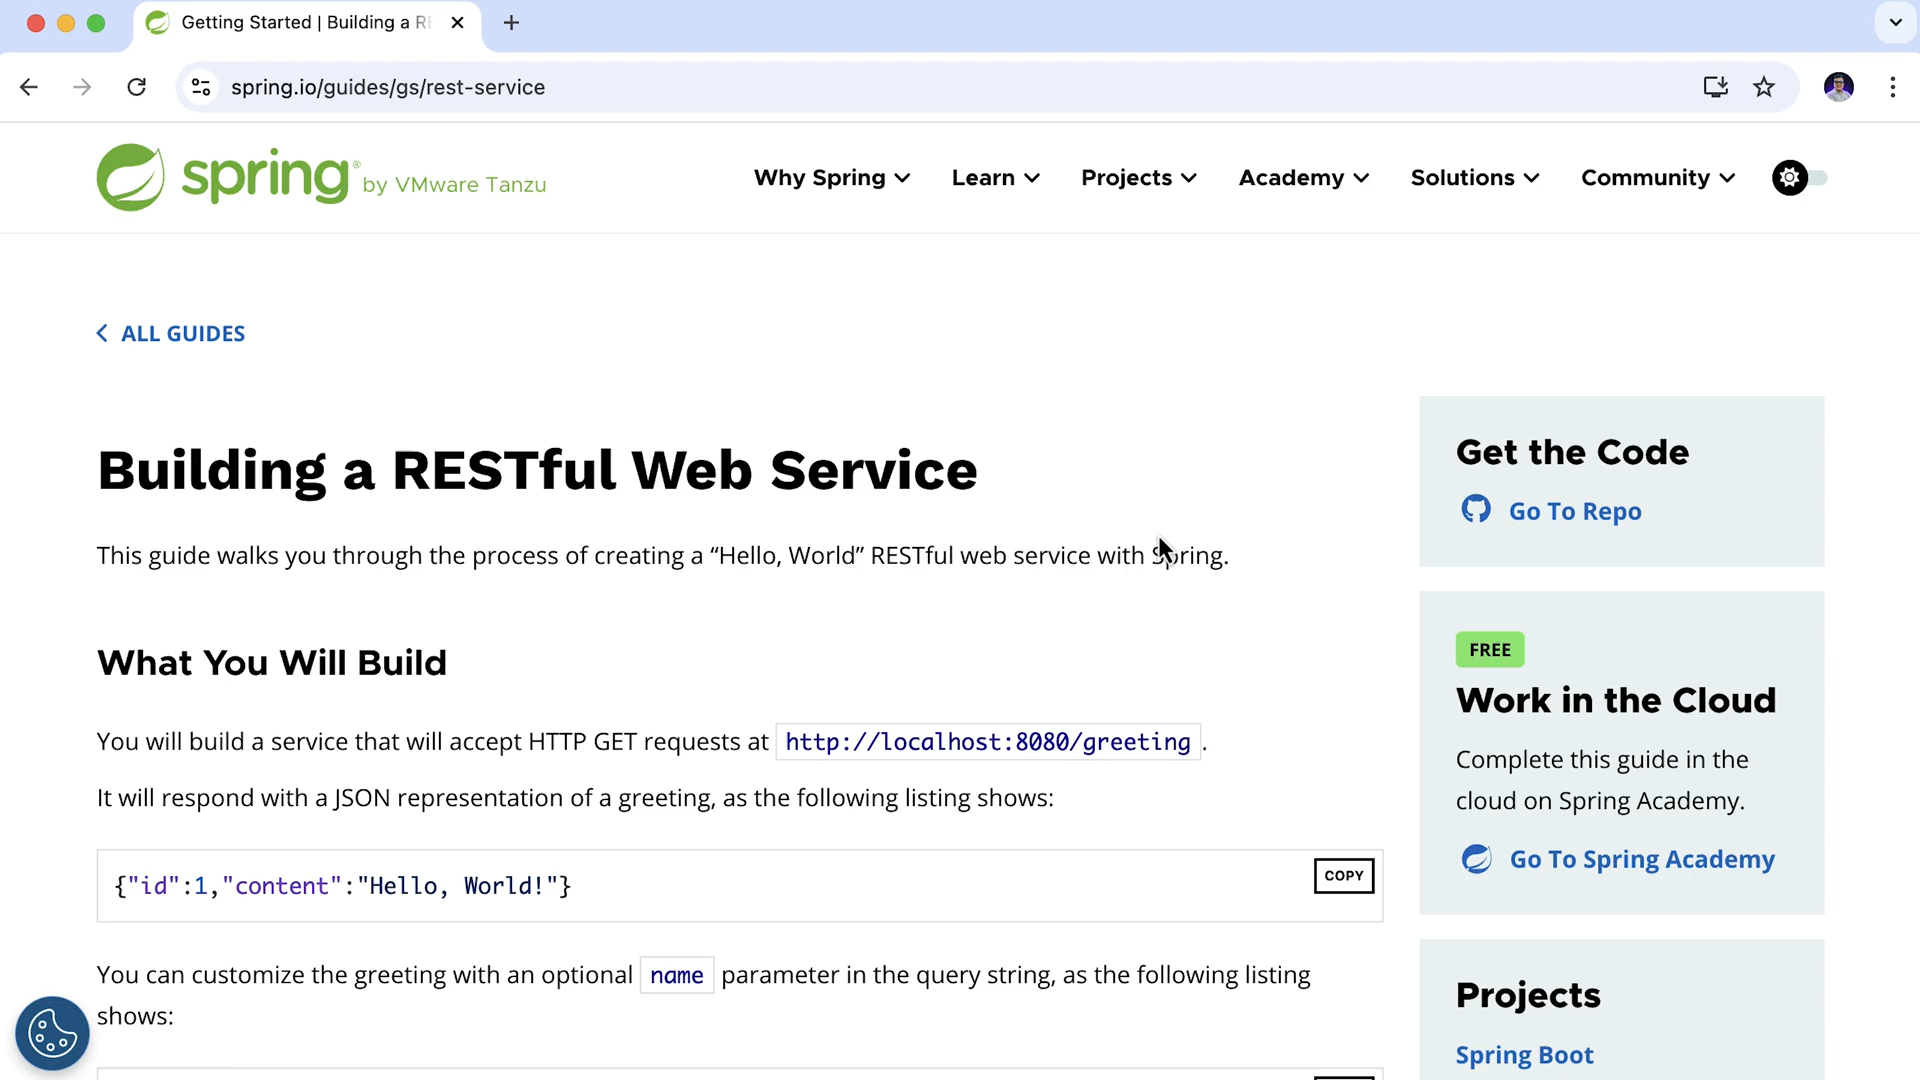 Getting Started | Building a RE
spring.io/guides/gs/rest-service
spring® by VMware Tanzu
Why Spring
Learn
Projects
Academy
Solutions
Community
ALL GUIDES
Building a RESTful Web Service
This guide walks you through the process of creating a “Hello, World” RESTful web service with Spring.
What You Will Build
You will build a service that will accept HTTP GET requests at http://localhost:8080/greeting .
It will respond with a JSON representation of a greeting, as the following listing shows:
{"id":1,"content":"Hello, World!"}
COPY
You can customize the greeting with an optional name parameter in the query string, as the following listing
shows:
Get the Code
Go To Repo
FREE
Work in the Cloud
Complete this guide in the
cloud on Spring Academy.
Go To Spring Academy
Projects
Spring Boot